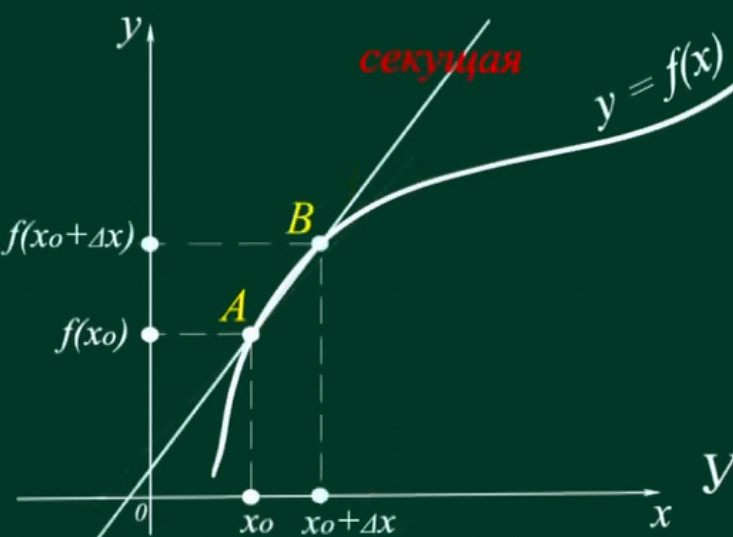 y
секущая
y = f(x)
B
f(x₀+Δx)
A
f(x₀)
y
0
x₀
x₀+Δx
x